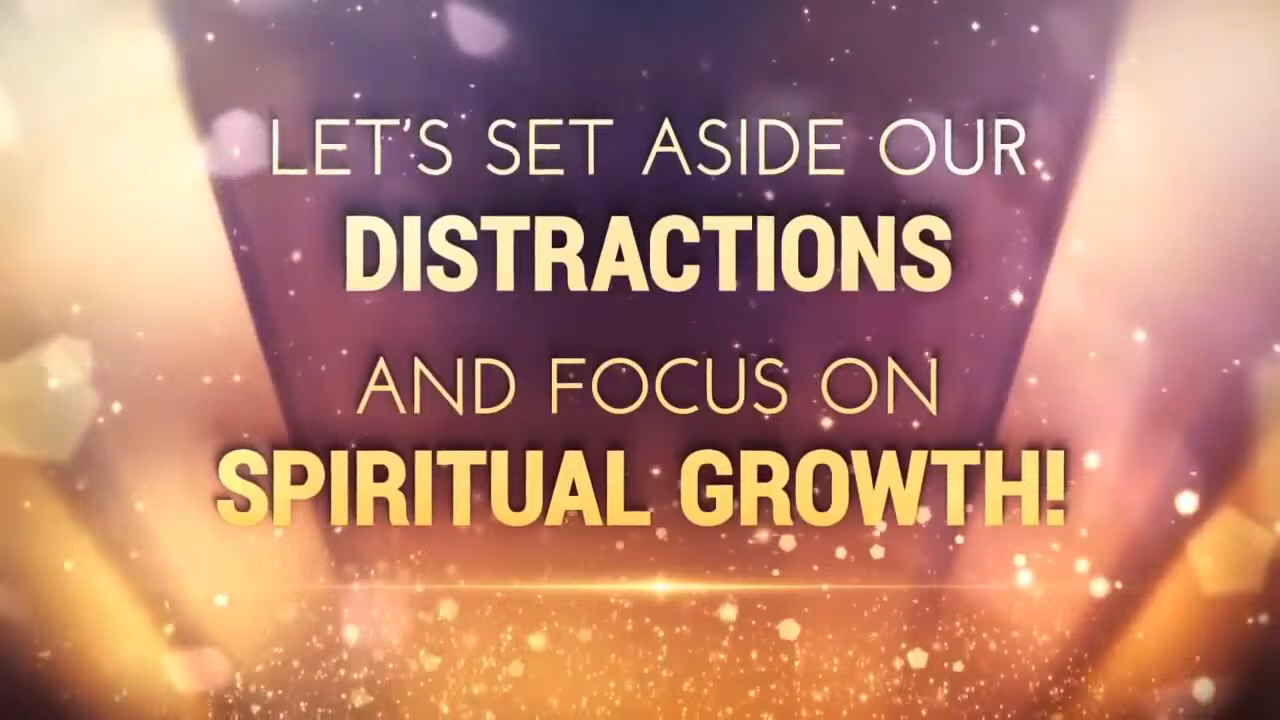 LET'S SET ASIDE OUR
DISTRACTIONS
AND FOCUS ON
SPIRITUAL GROWTH!